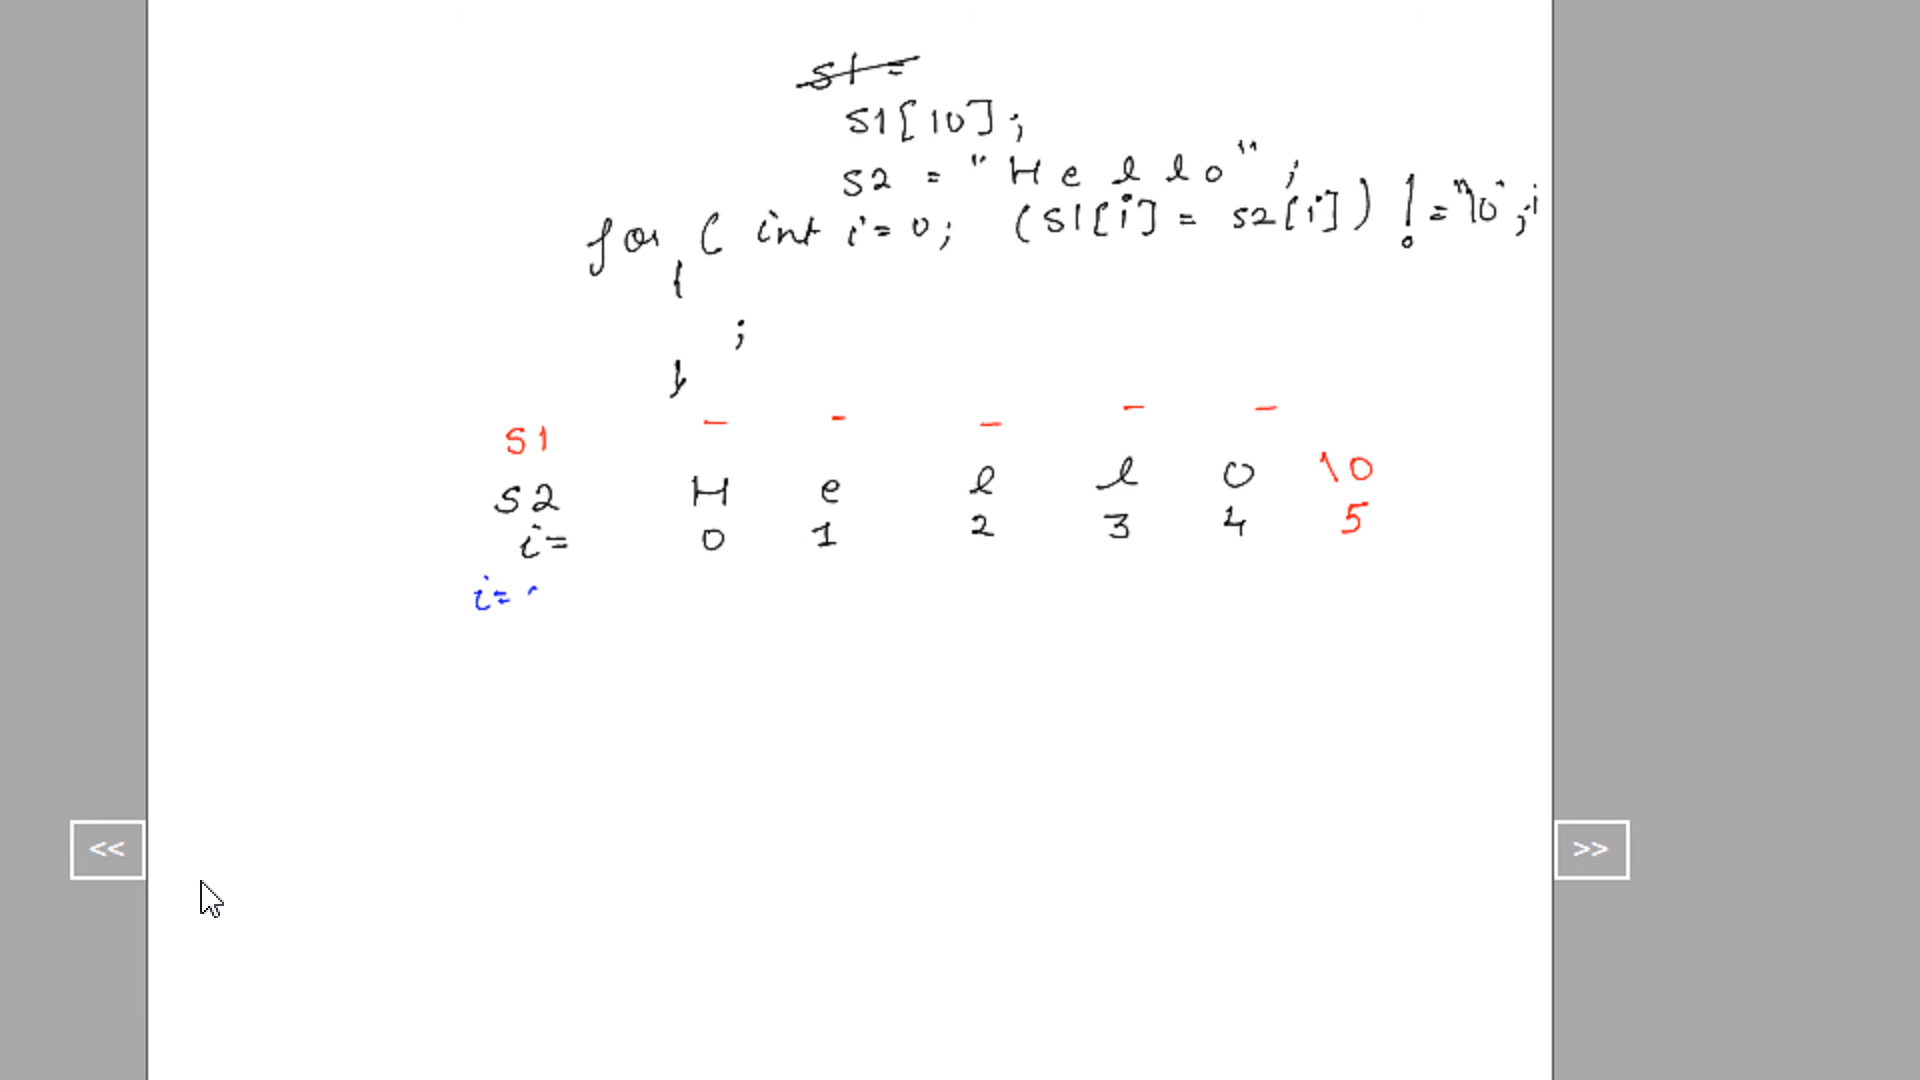 s1 =
S1[10];
S2 = "Hello";
for ( int i=0; (S1[i] = s2[i]) != "\0"; i
{
;
}
S1 - - - - -
S2 H e l l o \0
i= 0 1 2 3 4 5
i=
<<
>>